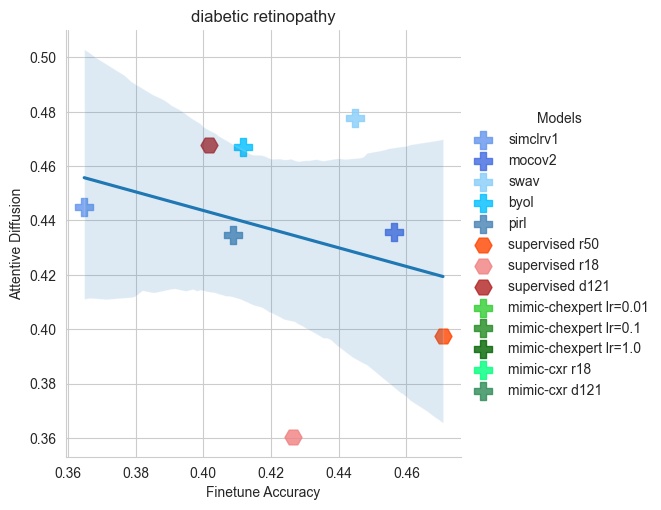 diabetic retinopathy
0.50
0.48
0.46
0.44
0.42
0.40
0.38
0.36
Attentive Diffusion
0.36 0.38 0.40 0.42 0.44 0.46
Finetune Accuracy
Models
simclrv1
mocov2
swav
byol
pirl
supervised r50
supervised r18
supervised d121
mimic-chexpert lr=0.01
mimic-chexpert lr=0.1
mimic-chexpert lr=1.0
mimic-cxr r18
mimic-cxr d121